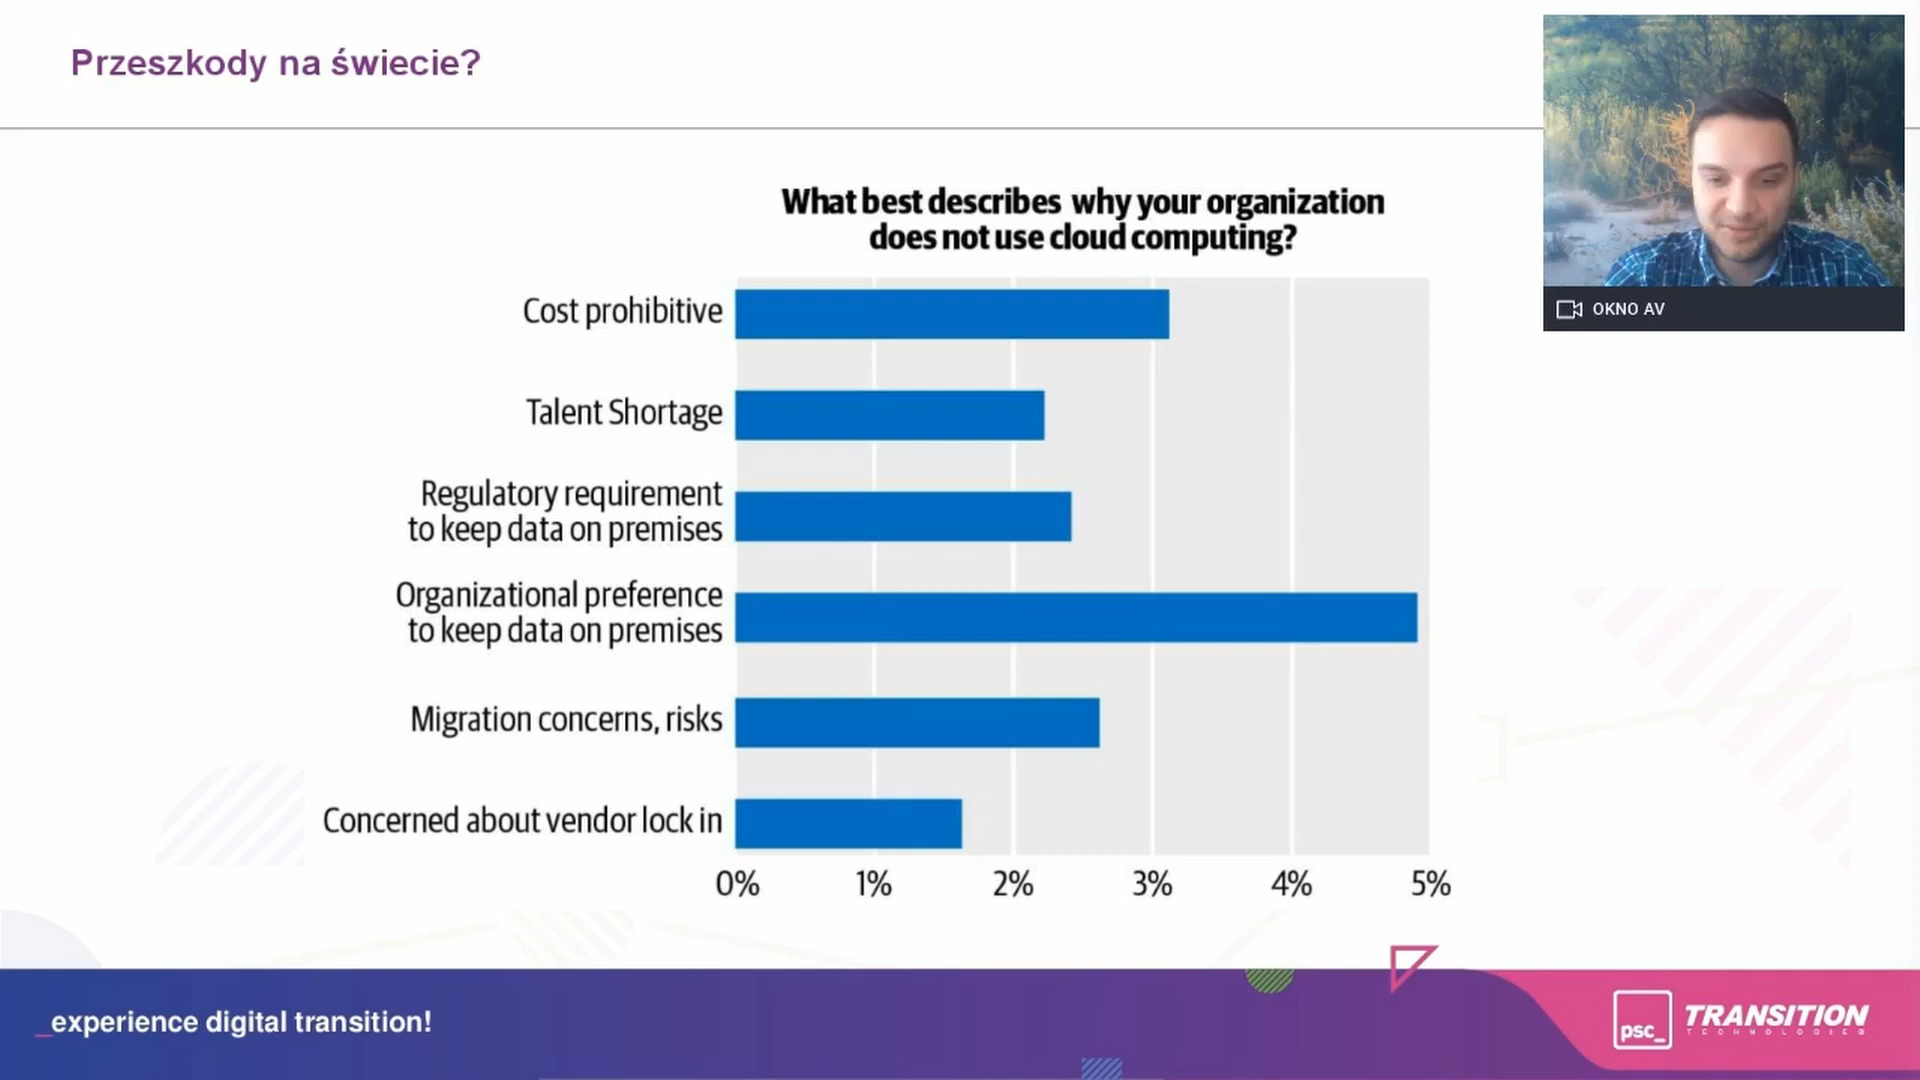 Przeszkody na świecie?
What best describes why your organization
does not use cloud computing?
Cost prohibitive
Talent Shortage
Regulatory requirement
to keep data on premises
Organizational preference
to keep data on premises
Migration concerns, risks
Concerned about vendor lock in
0% 1% 2% 3% 4% 5%
OKNO AV
_experience digital transition!
psc_
TRANSITION
TECHNOLOGIES